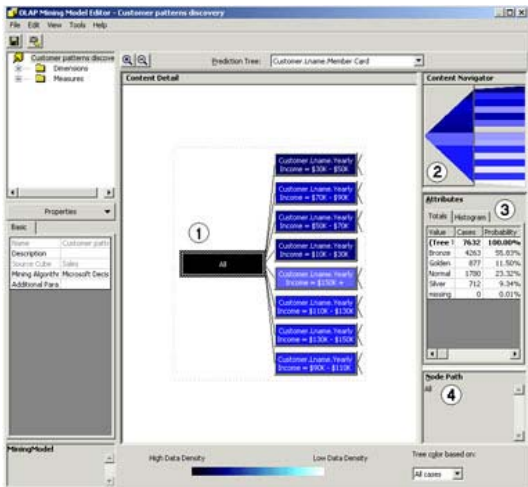 OLAP Mining Model Editor - Customer patterns discovery
File Edit View Tools Help
Customer patterns discove
Dimensions
Measures
Prediction Tree: Customer.Lname.Member Card
Content Detail
Content Navigator
Customer.Lname.Yearly
Income = $30K - $50K
Customer.Lname.Yearly
Income = $70K - $90K
Customer.Lname.Yearly
Income = $50K - $70K
Customer.Lname.Yearly
Income = $10K - $30K
Customer.Lname.Yearly
Income = $150K + ...
Customer.Lname.Yearly
Income = $110K - $130K
Customer.Lname.Yearly
Income = $130K - $150K
Customer.Lname.Yearly
Income = $90K - $110K
1
All
2
Attributes
3
Totals Histogram
Value Cases Probability
(Tree 7632 100.00%
Bronze 4263 55.83%
Golden 877 11.50%
Normal 1780 23.32%
Silver 712 9.34%
missing 0 0.01%
Node Path
All
4
Properties
Basic
Name Customer patte
Description
Source Cube Sales
Mining Algorith Microsoft Decis
Additional Para
MiningModel
High Data Density Low Data Density
Tree color based on:
All cases